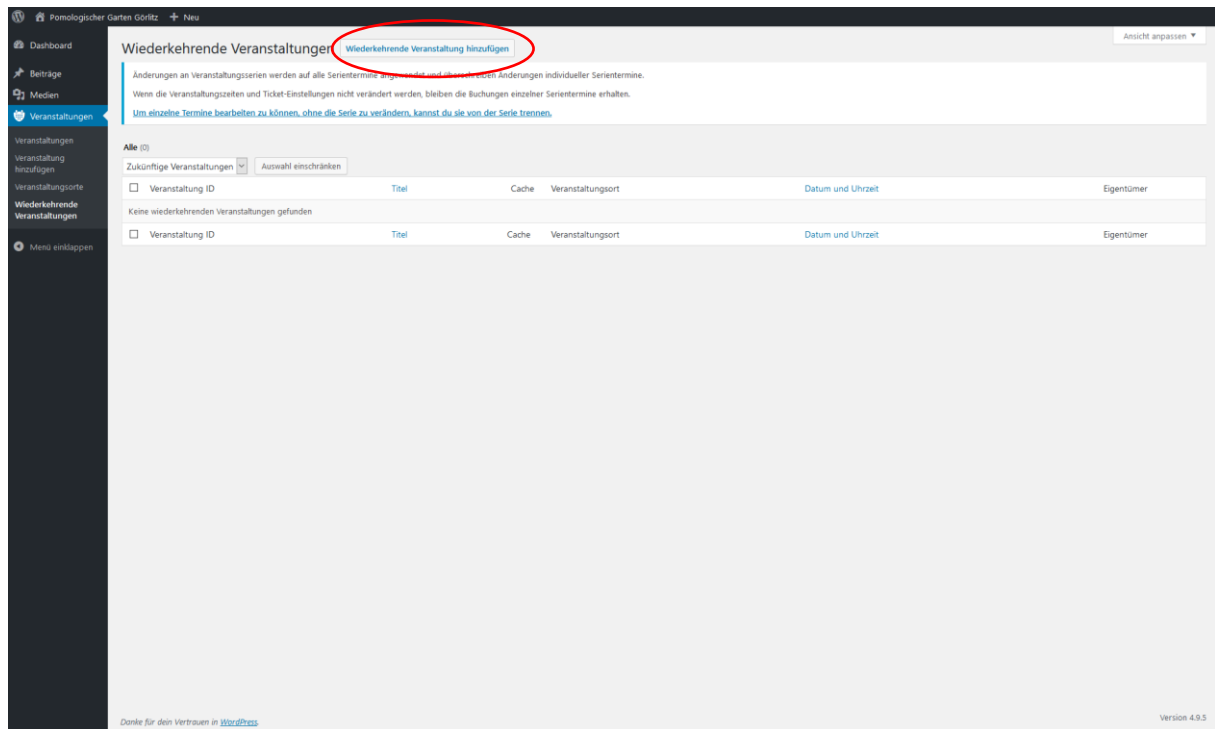 Pomologischer Garten Görlitz + Neu
Ansicht anpassen
Dashboard
Beiträge
Medien
Veranstaltungen
Veranstaltungen
Veranstaltung
hinzufügen
Veranstaltungsorte
Wiederkehrende
Veranstaltungen
Menü einklappen
Wiederkehrende Veranstaltungen Wiederkehrende Veranstaltung hinzufügen
Änderungen an Veranstaltungsserien werden auf alle Serientermine angewendet und überschreiben Änderungen individueller Serientermine.
Wenn die Veranstaltungszeiten und Ticket-Einstellungen nicht verändert werden, bleiben die Buchungen einzelner Serientermine erhalten.
Um einzelne Termine bearbeiten zu können, ohne die Serie zu verändern, kannst du sie von der Serie trennen.
Alle (0)
Zukünftige Veranstaltungen Auswahl einschränken
Veranstaltung ID Titel Cache Veranstaltungsort Datum und Uhrzeit Eigentümer
Keine wiederkehrenden Veranstaltungen gefunden
Veranstaltung ID Titel Cache Veranstaltungsort Datum und Uhrzeit Eigentümer
Danke für dein Vertrauen in WordPress.
Version 4.9.5